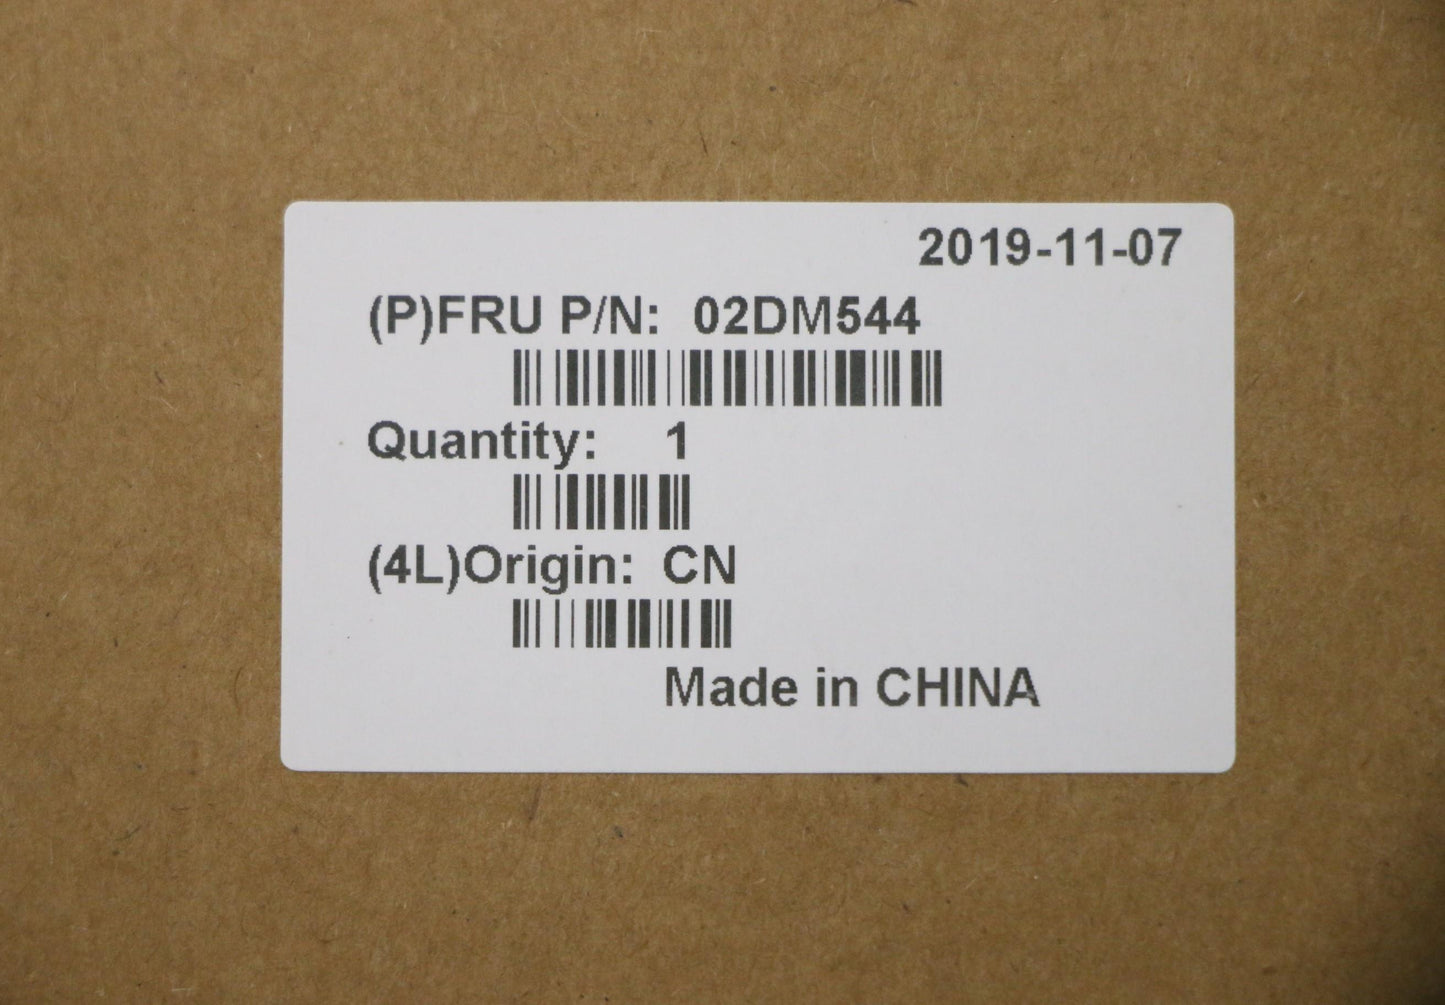 2019-11-07
(P)FRU P/N: 02DM544
Quantity: 1
(4L)Origin: CN
Made in CHINA